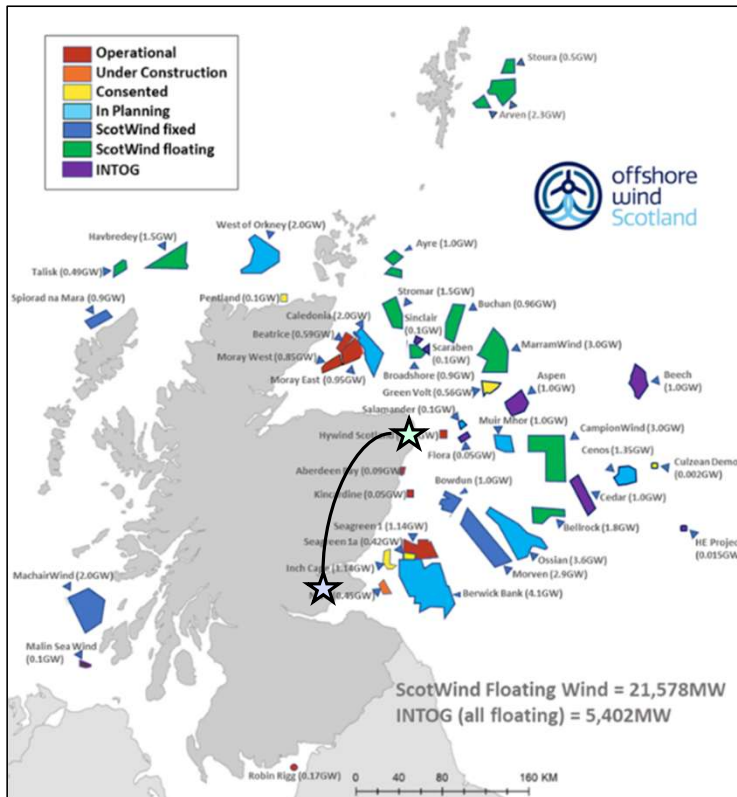 Operational
Under Construction
Consented
In Planning
ScotWind fixed
ScotWind floating
INTOG
Stoura (0.5GW)
Arven (2.3GW)
offshore
wind
Scotland
West of Orkney (2.0GW)
Havbredey (1.5GW)
Talisk (0.49GW)
Spiorad na Mara
(0.9GW)
Ayre (1.0GW)
Pentland (0.1GW)
Stromar (1.5GW)
Buchan (0.96GW)
Caledonia (2.0GW)
Sinclair
(0.1GW)
Beatrice (0.59GW)
Scaraben
(0.1GW)
MarramWind (3.0GW)
Moray West (0.85GW)
Moray East (0.95GW)
Broadshore (0.9GW)
Aspen
(1.0GW)
Beech
(1.0GW)
Green Volt (0.56GW)
Salamander (0.1GW)
Muir Mhor (1.0GW)
CampionWind (3.0GW)
Hywind
Flora (0.05GW)
Cenos (1.35GW)
Culzean Demo
(0.002GW)
Aberdeen Bay (0.09GW)
Bowdun (1.0GW)
Kincardine (0.05GW)
Cedar (1.0GW)
Seagreen 1 (1.14GW)
Bellrock (1.8GW)
HE Project
(0.015GW)
Seagreen 1a (0.42GW)
Ossian (3.6GW)
Inch Cape (1.14GW)
Morven (2.9GW)
MachairWind (2.0GW)
0.45GW)
Berwick Bank (4.1GW)
Malin Sea Wind
(0.1GW)
ScotWind Floating Wind = 21,578MW
INTOG (all floating) = 5,402MW
Robin Rigg (0.17GW)
0 40 80 160 KM